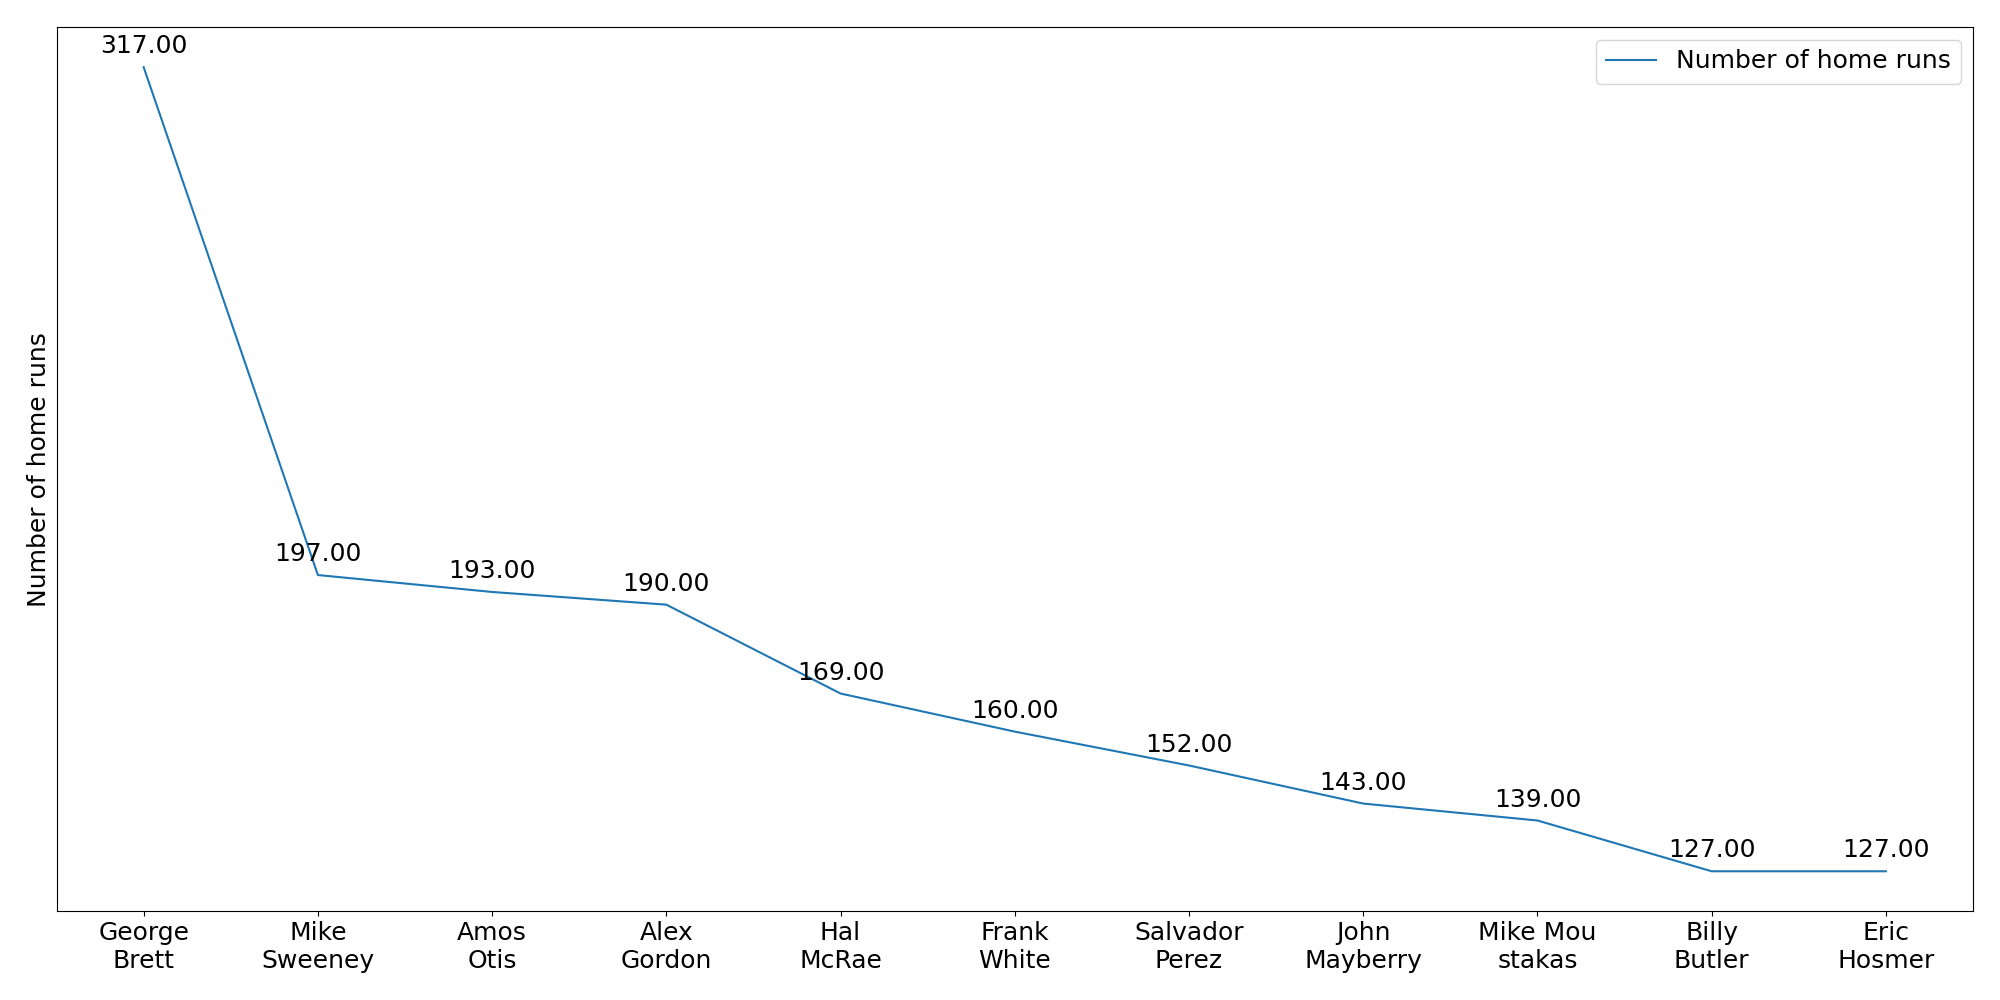 317.00
Number of home runs
197.00
193.00
190.00
169.00
160.00
152.00
143.00
139.00
127.00
127.00
Number of home runs
George
Brett
Mike
Sweeney
Amos
Otis
Alex
Gordon
Hal
McRae
Frank
White
Salvador
Perez
John
Mayberry
Mike Mou
stakas
Billy
Butler
Eric
Hosmer